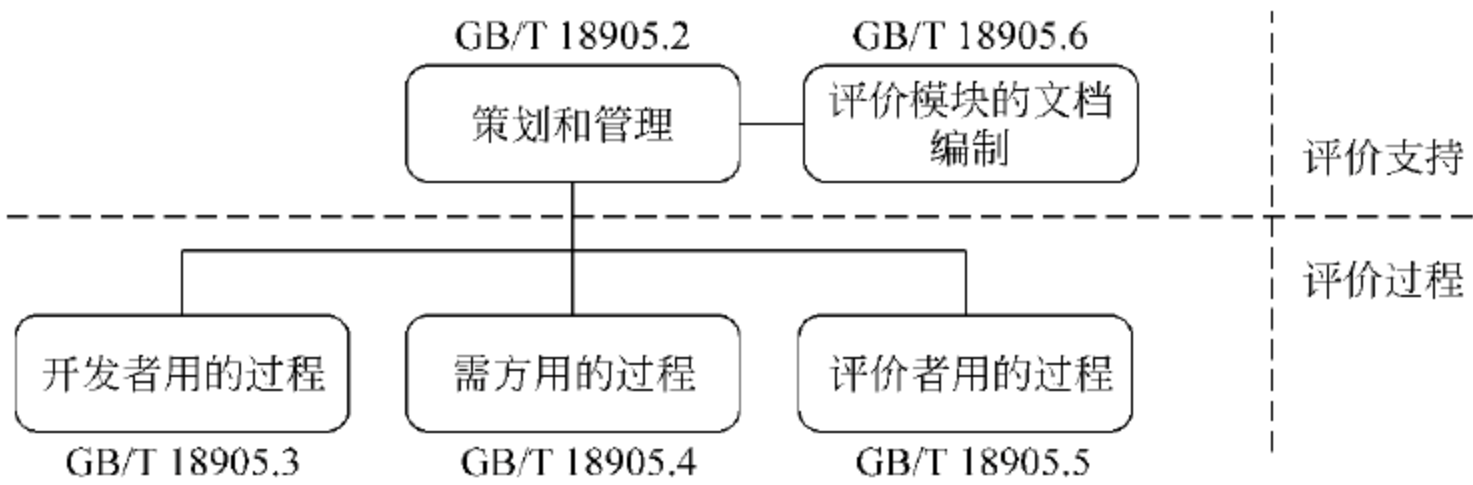 GB/T 18905.2
GB/T 18905.6
策划和管理
评价模块的文档
编制
评价支持
评价过程
开发者用的过程
需方用的过程
评价者用的过程
GB/T 18905.3
GB/T 18905.4
GB/T 18905.5